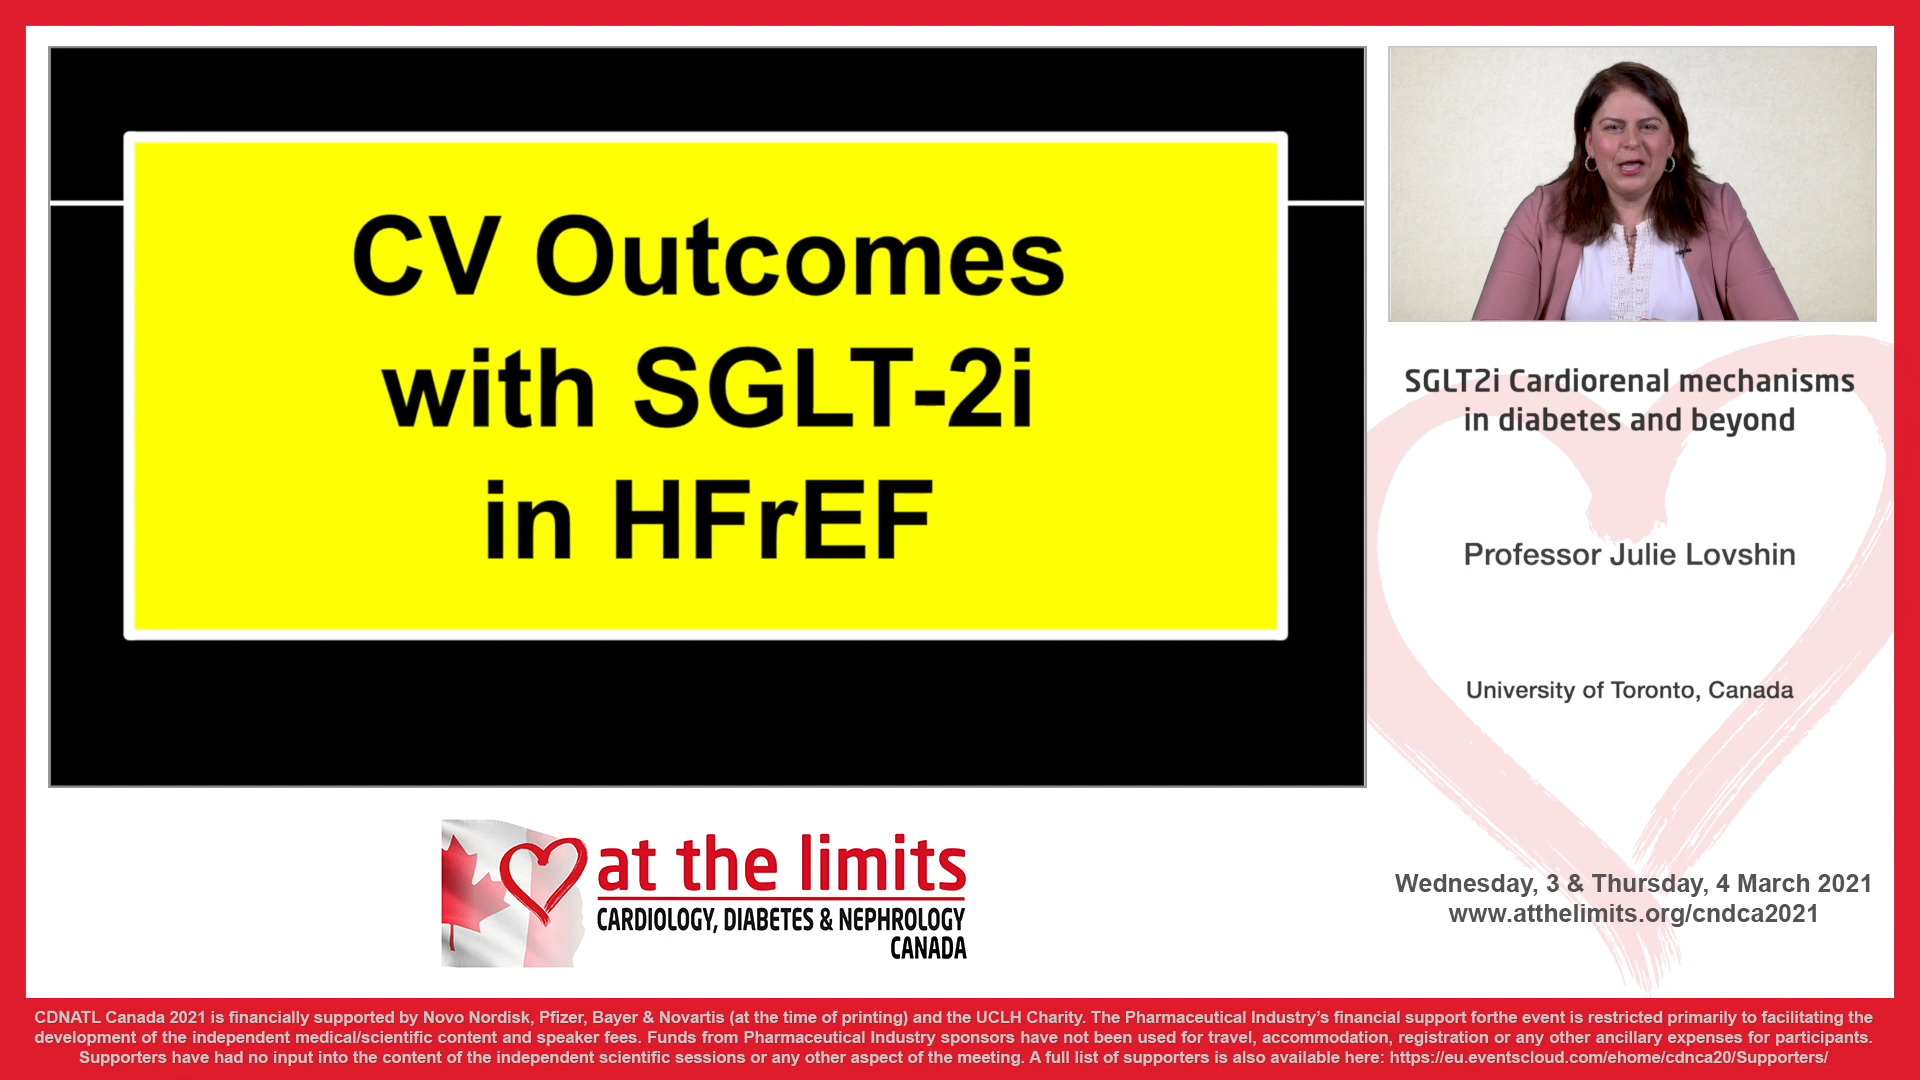 CV Outcomes
with SGLT-2i
in HFrEF
SGLT2i Cardiorenal mechanisms
in diabetes and beyond
Professor Julie Lovshin
University of Toronto, Canada
at the limits
CARDIOLOGY, DIABETES & NEPHROLOGY
CANADA
Wednesday, 3 & Thursday, 4 March 2021
www.atthelimits.org/cndca2021
CDNATL Canada 2021 is financially supported by Novo Nordisk, Pfizer, Bayer & Novartis (at the time of printing) and the UCLH Charity. The Pharmaceutical Industry's financial support forthe event is restricted primarily to facilitating the
development of the independent medical/scientific content and speaker fees. Funds from Pharmaceutical Industry sponsors have not been used for travel, accommodation, registration or any other ancillary expenses for participants.
Supporters have had no input into the content of the independent scientific sessions or any other aspect of the meeting. A full list of supporters is also available here: https://eu.eventscloud.com/ehome/cdnca20/Supporters/